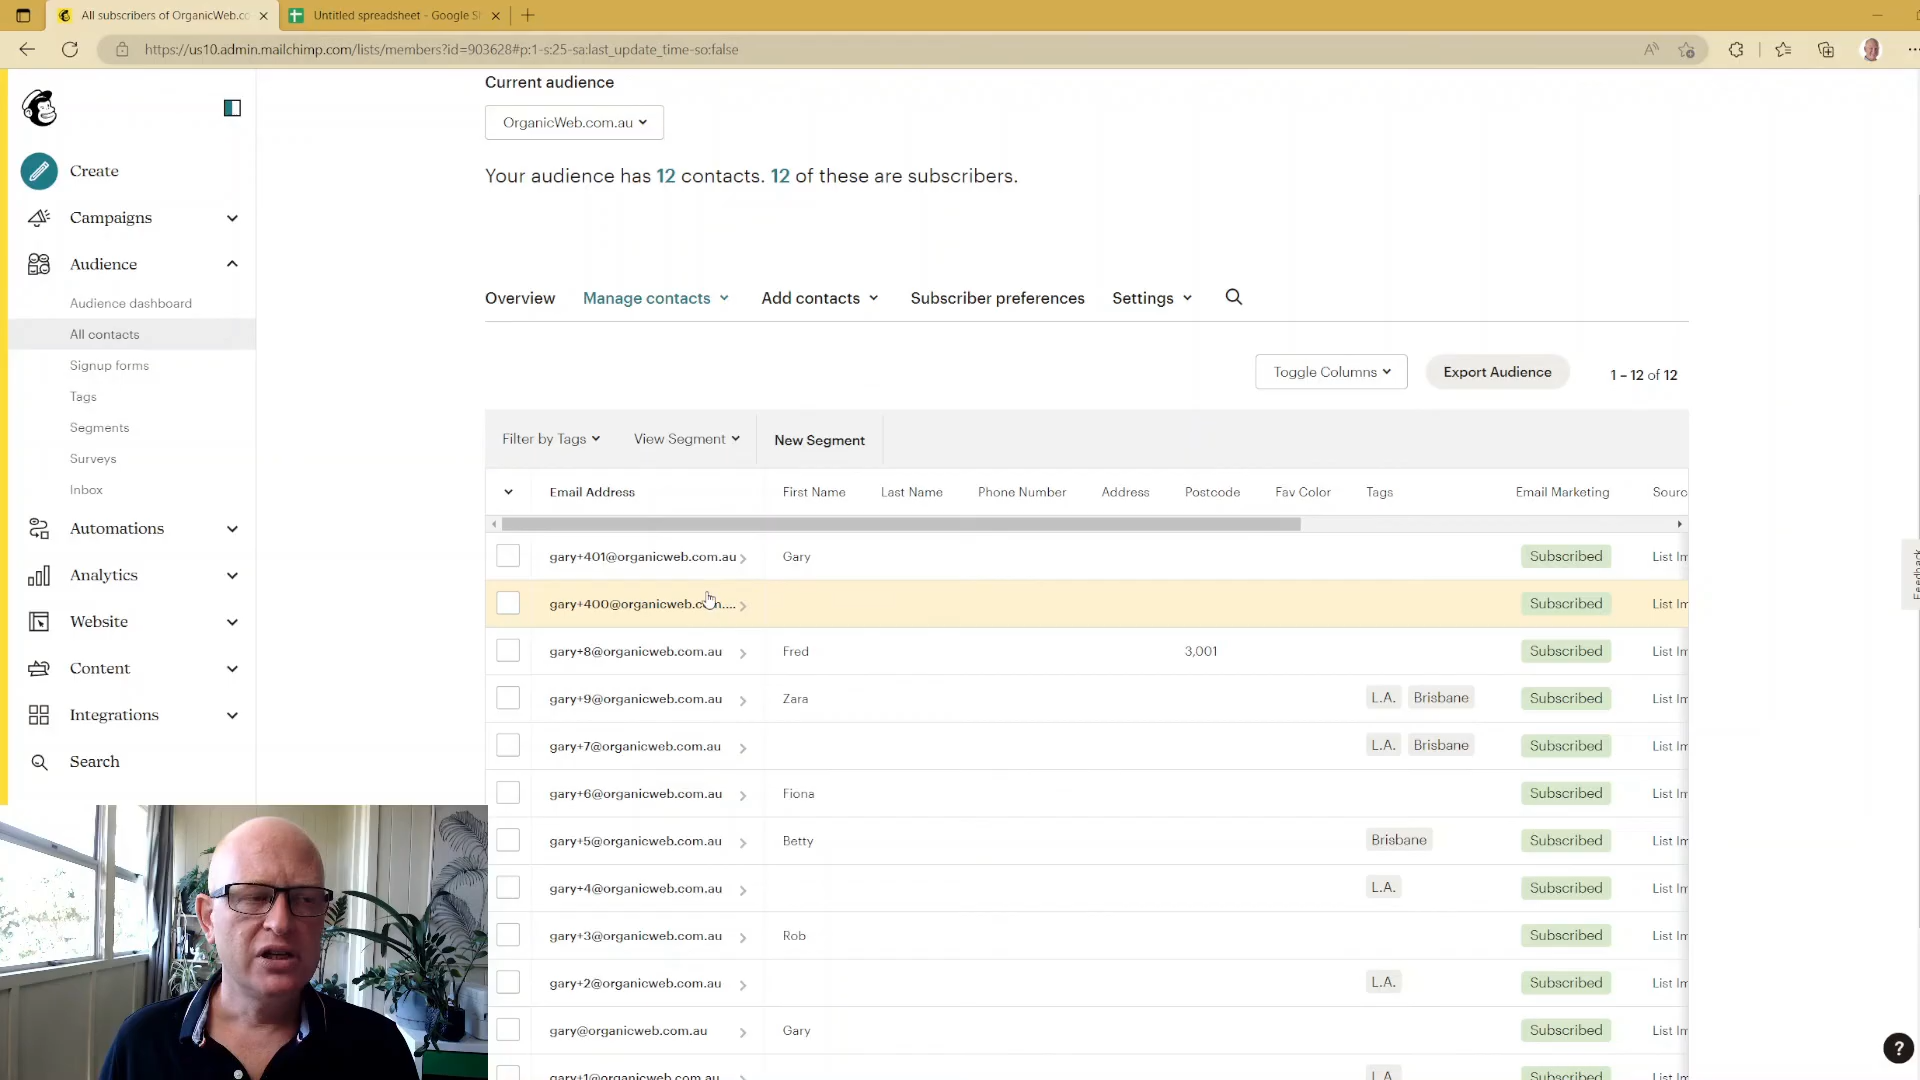 All subscribers of OrganicWeb.co
Untitled spreadsheet - Google S
https://us10.admin.mailchimp.com/lists/members?id=903628#p:1-s:25-sa:last_update_time-so:false
Create
Campaigns
Audience
Audience dashboard
All contacts
Signup forms
Tags
Segments
Surveys
Inbox
Automations
Analytics
Website
Content
Integrations
Search
Current audience
OrganicWeb.com.au
Your audience has 12 contacts. 12 of these are subscribers.
Overview Manage contacts Add contacts Subscriber preferences Settings
Toggle Columns Export Audience 1 – 12 of 12
Filter by Tags View Segment New Segment
Email Address First Name Last Name Phone Number Address Postcode Fav Color Tags Email Marketing Sourc
gary+401@organicweb.com.au Gary Subscribed List Im
gary+400@organicweb.com.... Subscribed List Im
gary+8@organicweb.com.au Fred 3,001 Subscribed List Im
gary+9@organicweb.com.au Zara L.A. Brisbane Subscribed List Im
gary+7@organicweb.com.au L.A. Brisbane Subscribed List Im
gary+6@organicweb.com.au Fiona Subscribed List Im
gary+5@organicweb.com.au Betty Brisbane Subscribed List Im
gary+4@organicweb.com.au L.A. Subscribed List Im
gary+3@organicweb.com.au Rob Subscribed List Im
gary+2@organicweb.com.au L.A. Subscribed List Im
gary@organicweb.com.au Gary Subscribed List Im
gary+1@organicweb.com.au L.A. Subscribed List Im
Feedback
?